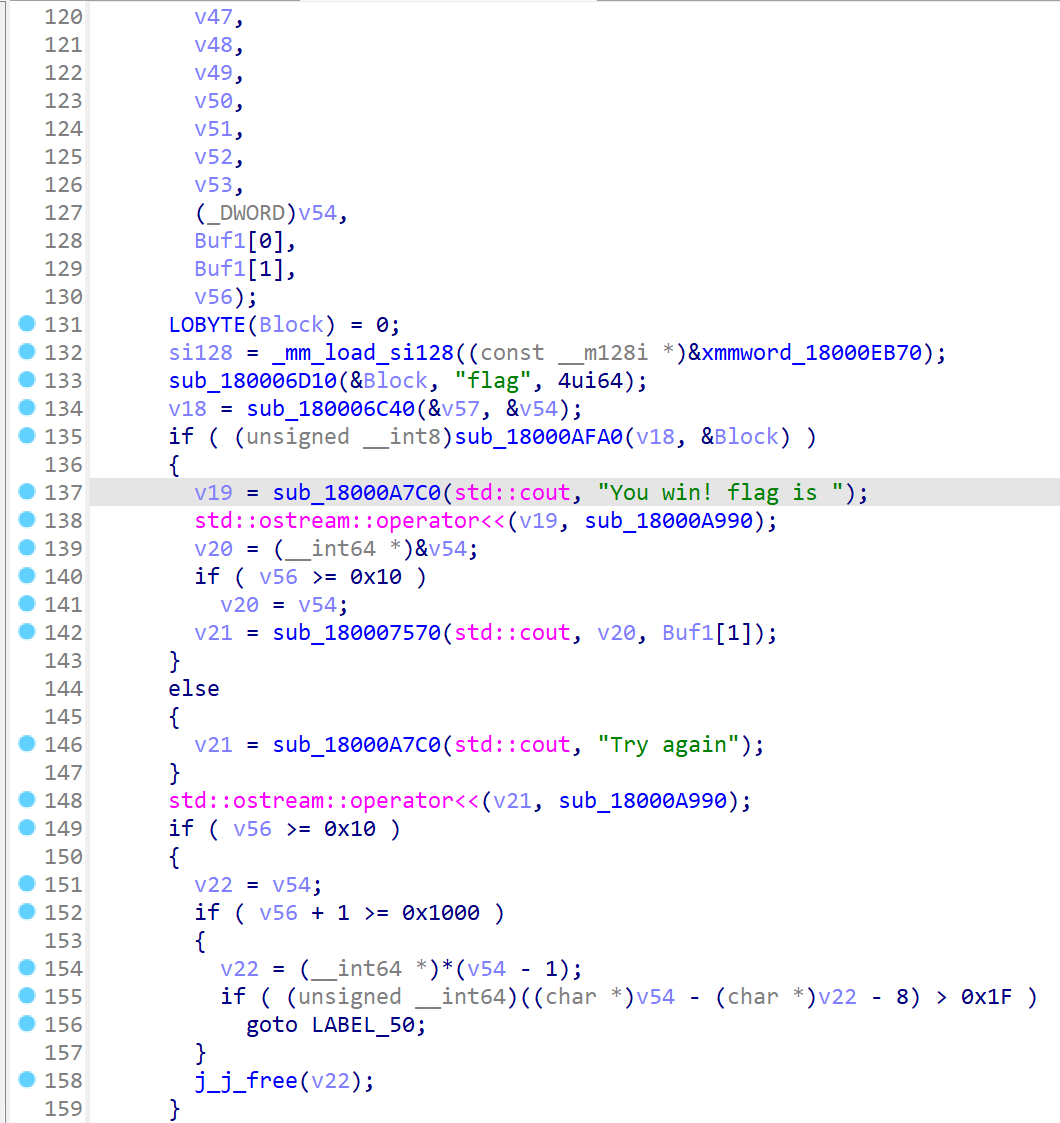 120 v47,
121 v48,
122 v49,
123 v50,
124 v51,
125 v52,
126 v53,
127 (_DWORD)v54,
128 Buf1[0],
129 Buf1[1],
130 v56);
131 LOBYTE(Block) = 0;
132 si128 = _mm_load_si128((const __m128i *)&xmmword_18000EB70);
133 sub_180006D10(&Block, "flag", 4ui64);
134 v18 = sub_180006C40(&v57, &v54);
135 if ( (unsigned __int8)sub_18000AFA0(v18, &Block) )
136 {
137 v19 = sub_18000A7C0(std::cout, "You win! flag is ");
138 std::ostream::operator<<(v19, sub_18000A990);
139 v20 = (__int64 *)&v54;
140 if ( v56 >= 0x10 )
141 v20 = v54;
142 v21 = sub_180007570(std::cout, v20, Buf1[1]);
143 }
144 else
145 {
146 v21 = sub_18000A7C0(std::cout, "Try again");
147 }
148 std::ostream::operator<<(v21, sub_18000A990);
149 if ( v56 >= 0x10 )
150 {
151 v22 = v54;
152 if ( v56 + 1 >= 0x1000 )
153 {
154 v22 = (__int64 *)*(v54 - 1);
155 if ( (unsigned __int64)((char *)v54 - (char *)v22 - 8) > 0x1F )
156 goto LABEL_50;
157 }
158 j_j_free(v22);
159 }